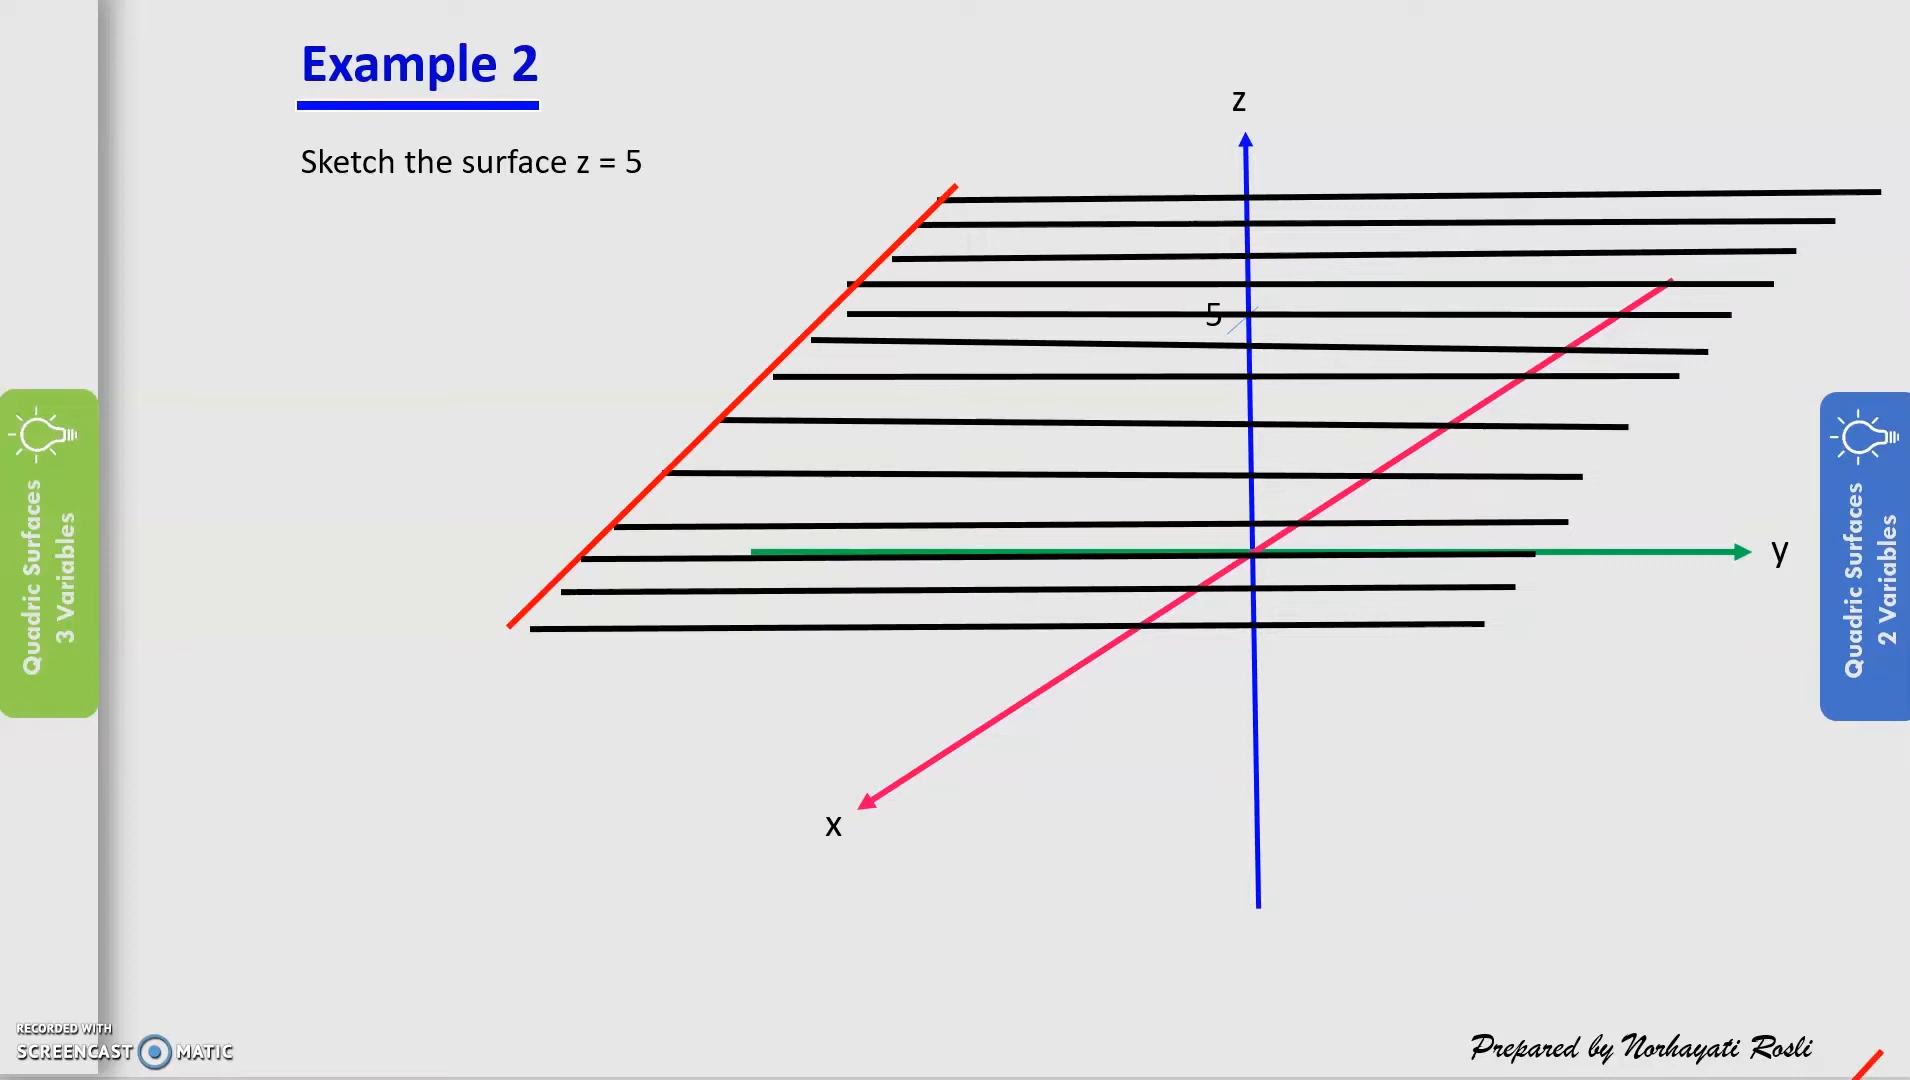 Example 2
Sketch the surface z = 5
z
5
y
x
Quadric Surfaces
3 Variables
Quadric Surfaces
2 Variables
RECORDED WITH
SCREENCAST MATIC
Prepared by Norhayati Rosli